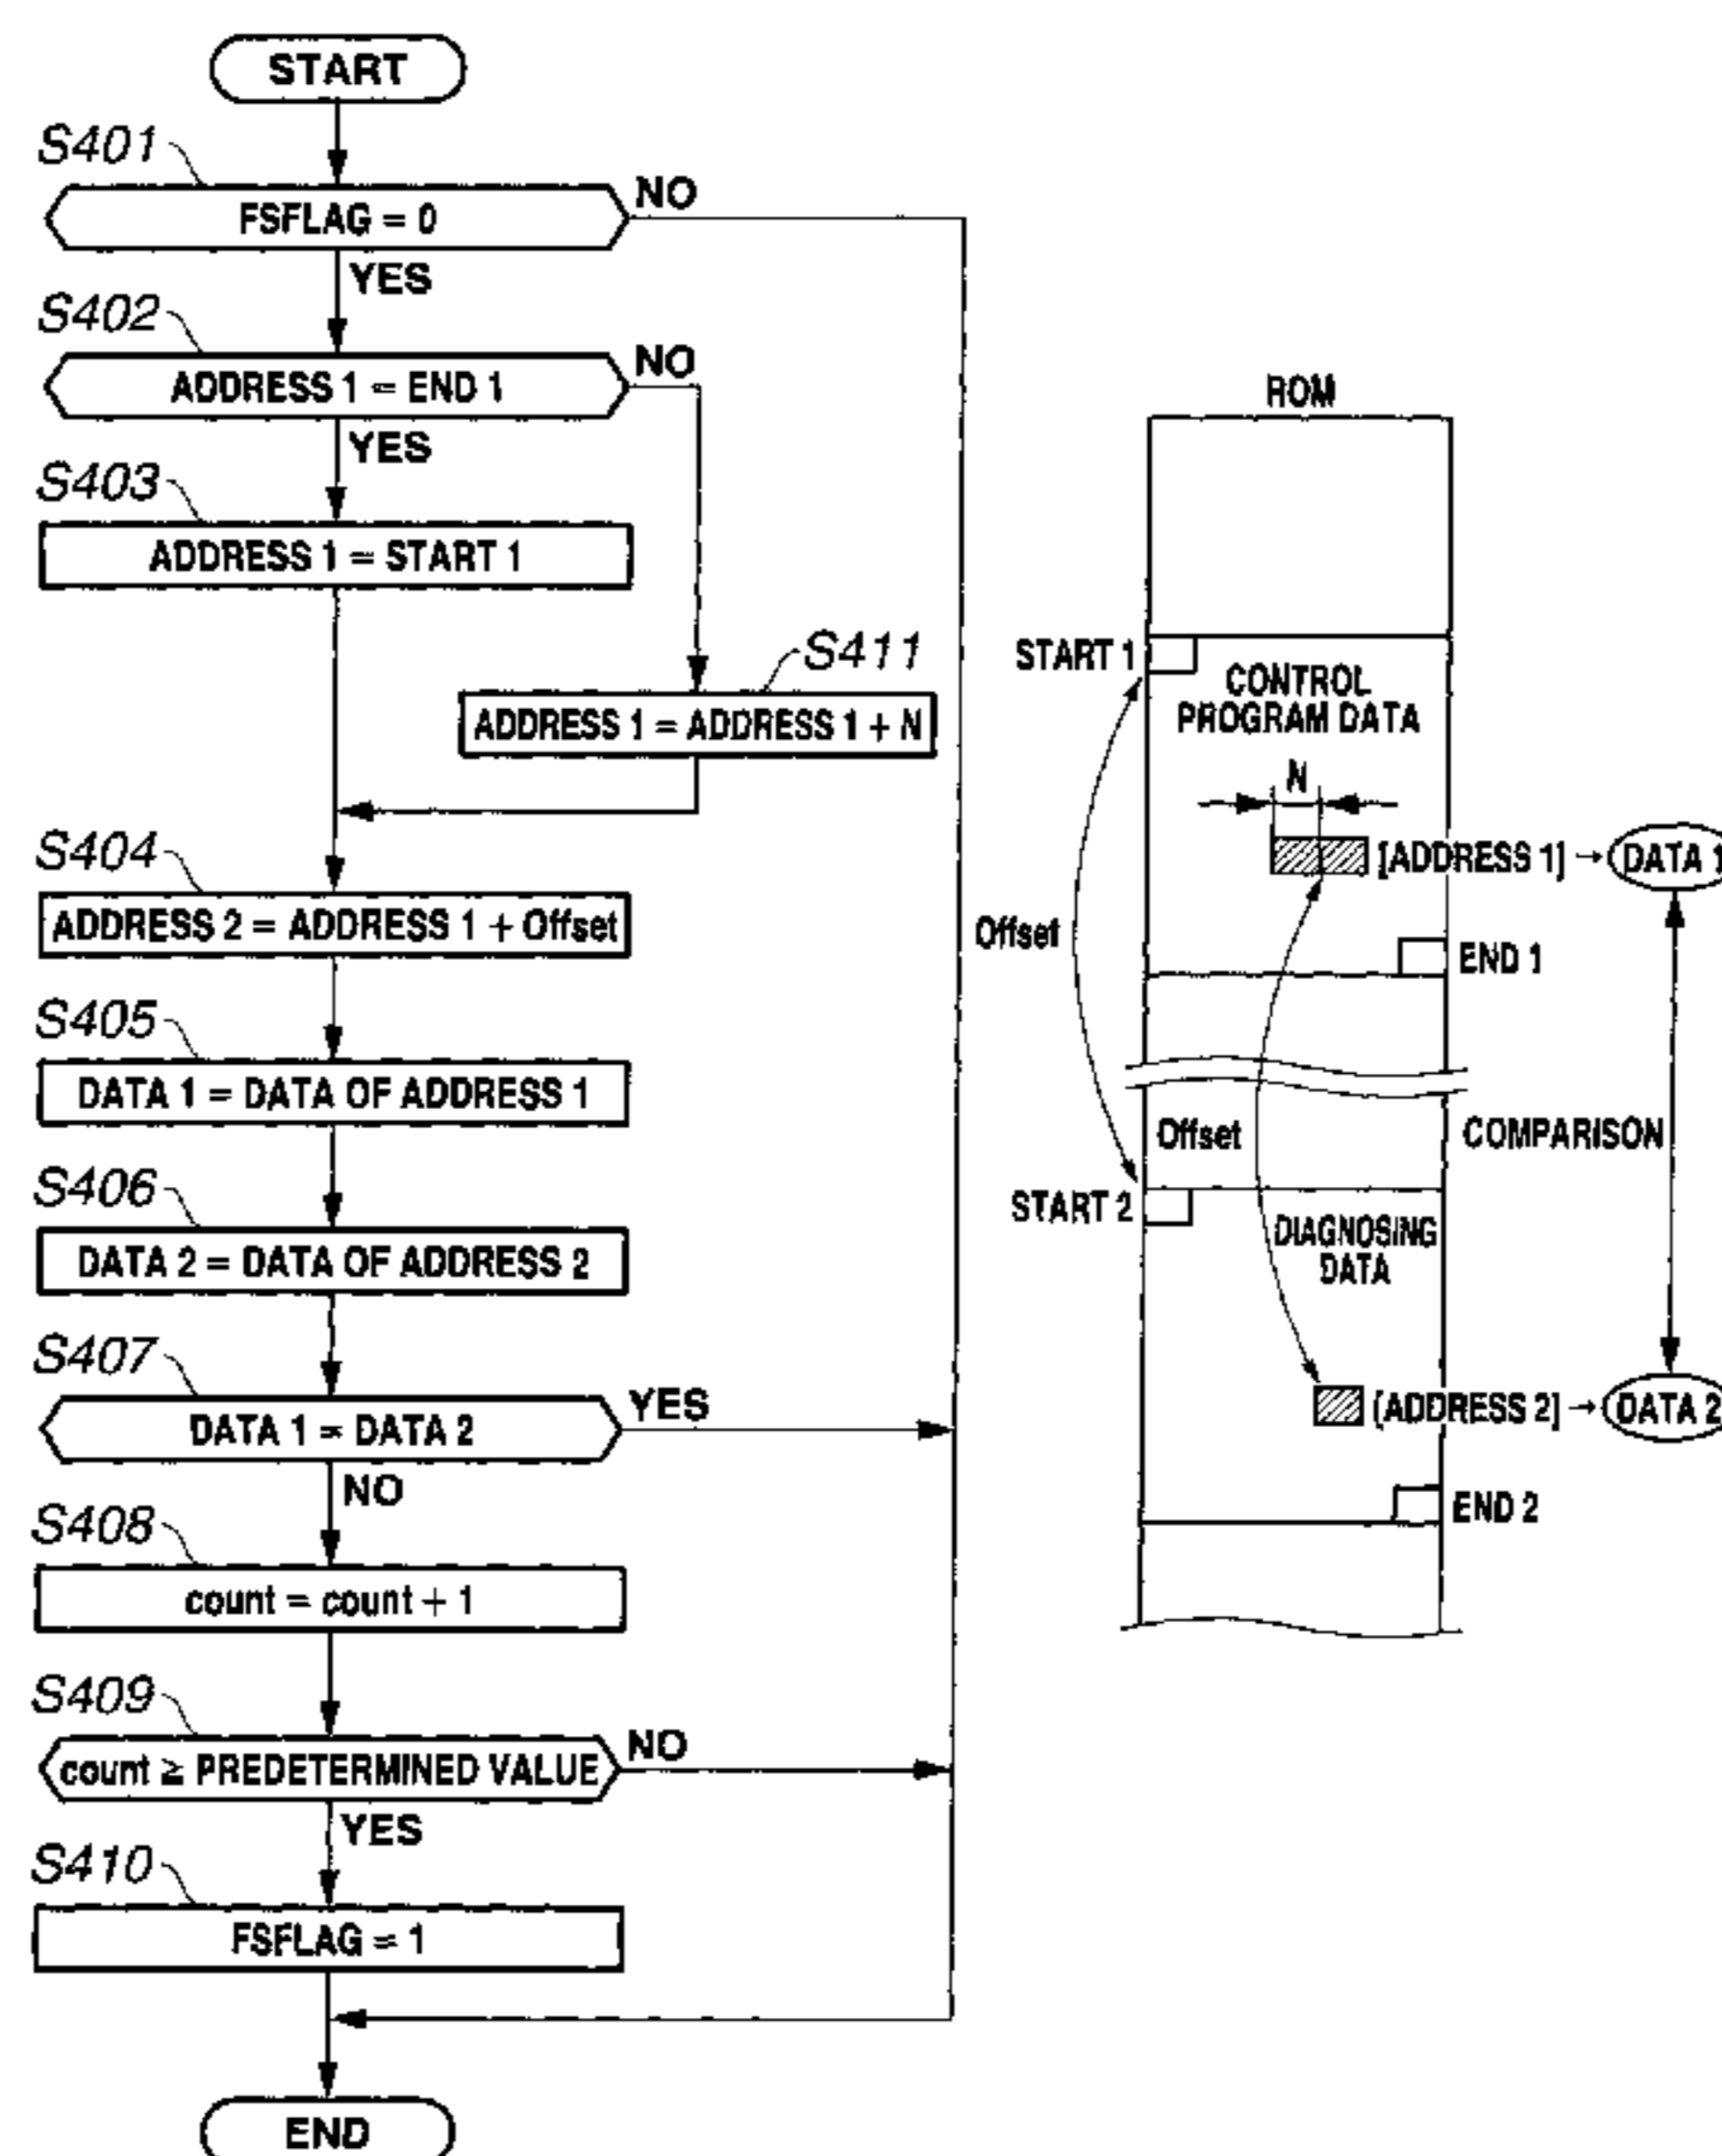 START
S401
FSFLAG = 0
NO
YES
S402
ADDRESS 1 = END 1
NO
YES
S403
ADDRESS 1 = START 1
S411
ADDRESS 1 = ADDRESS 1 + N
S404
ADDRESS 2 = ADDRESS 1 + Offset
S405
DATA 1 = DATA OF ADDRESS 1
S406
DATA 2 = DATA OF ADDRESS 2
S407
DATA 1 = DATA 2
YES
NO
S408
count = count + 1
S409
count ≧ PREDETERMINED VALUE
NO
YES
S410
FSFLAG = 1
END
ROM
START 1
CONTROL
PROGRAM DATA
N
[ADDRESS 1]
DATA 1
Offset
END 1
Offset
COMPARISON
START 2
DIAGNOSING
DATA
[ADDRESS 2]
DATA 2
END 2